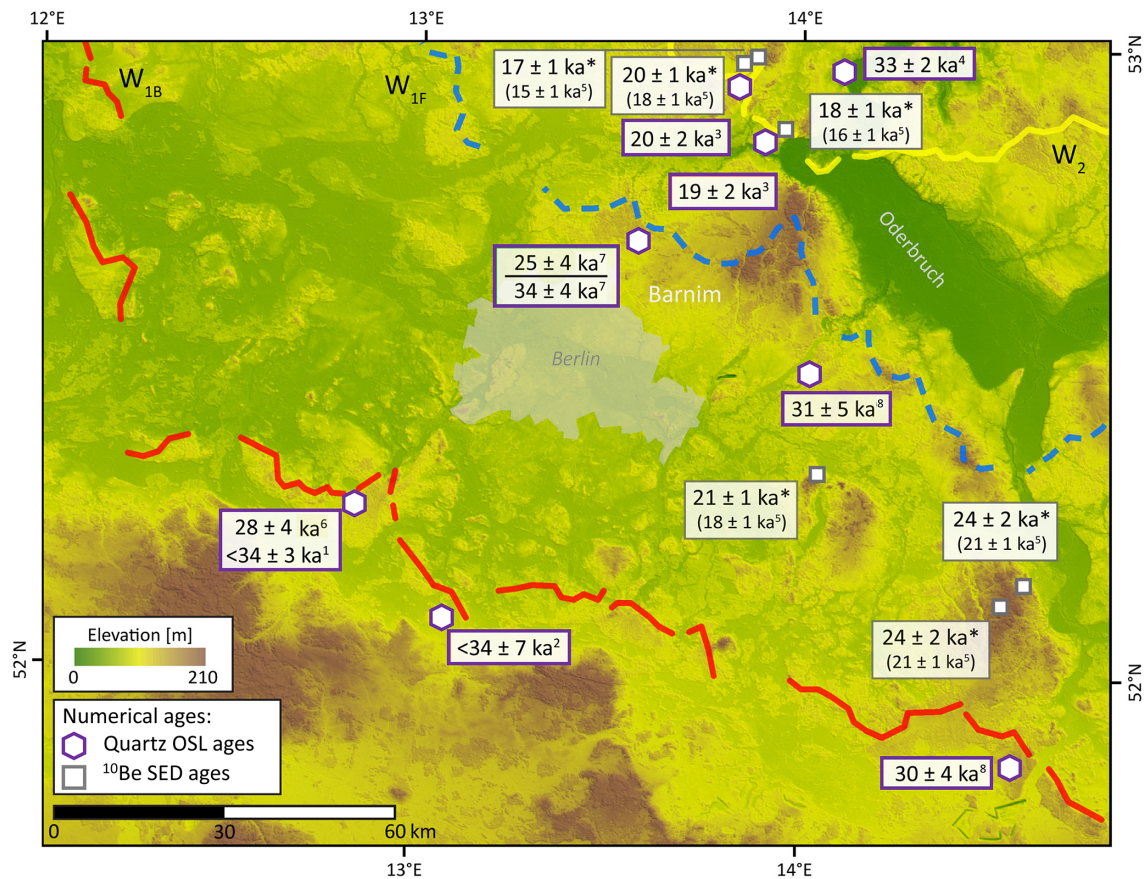 12°E
13°E
14°E
53°N
W1B
W1F
17 ± 1 ka*
(15 ± 1 ka⁵)
20 ± 1 ka*
(18 ± 1 ka⁵)
33 ± 2 ka⁴
18 ± 1 ka*
(16 ± 1 ka⁵)
20 ± 2 ka³
W2
19 ± 2 ka³
Oderbruch
25 ± 4 ka⁷
34 ± 4 ka⁷
Barnim
Berlin
31 ± 5 ka⁸
21 ± 1 ka*
(18 ± 1 ka⁵)
28 ± 4 ka⁶
<34 ± 3 ka¹
24 ± 2 ka*
(21 ± 1 ka⁵)
<34 ± 7 ka²
24 ± 2 ka*
(21 ± 1 ka⁵)
52°N
52°N
Elevation [m]
0 210
Numerical ages:
Quartz OSL ages
¹⁰Be SED ages
30 ± 4 ka⁸
0 30 60 km
13°E
14°E